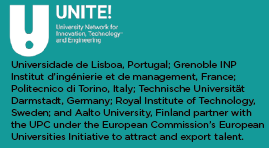 UNITE!
University Network for
Innovation, Technology
and Engineering
Universidade de Lisboa, Portugal; Grenoble INP
Institut d'ingénierie et de management, France;
Politecnico di Torino, Italy; Technische Universität
Darmstadt, Germany; Royal Institute of Technology,
Sweden; and Aalto University, Finland partner with
the UPC under the European Commission's European
Universities Initiative to attract and export talent.